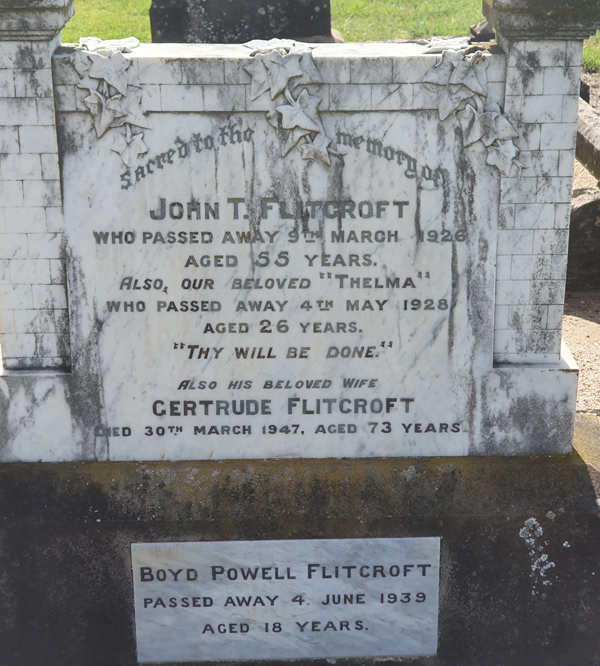 Sacred to the memory of
JOHN T. FLITCROFT
WHO PASSED AWAY 9TH MARCH 1926
AGED 55 YEARS.
ALSO, OUR BELOVED "THELMA"
WHO PASSED AWAY 4TH MAY 1928
AGED 26 YEARS.
"THY WILL BE DONE."
ALSO HIS BELOVED WIFE
GERTRUDE FLITCROFT
DIED 30TH MARCH 1947, AGED 73 YEARS.
BOYD POWELL FLITCROFT
PASSED AWAY 4. JUNE 1939
AGED 18 YEARS.